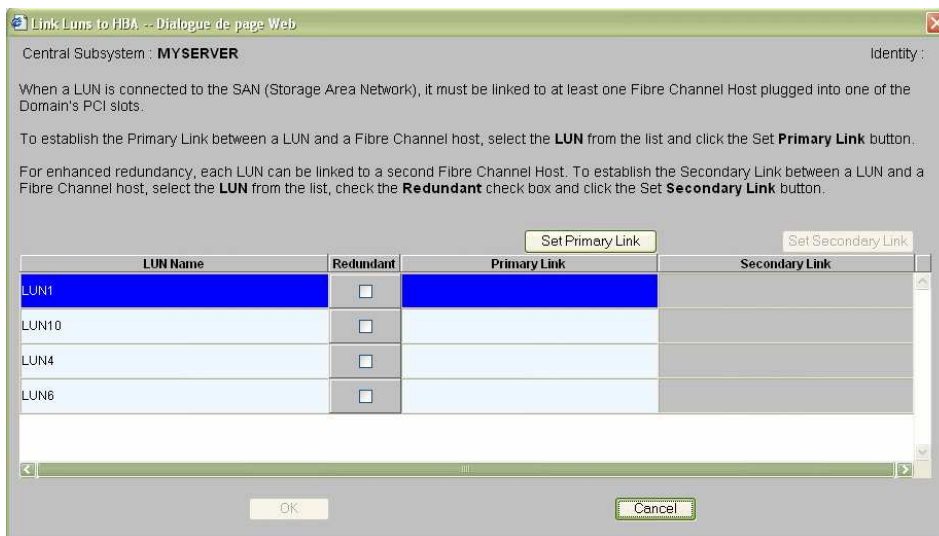 Link Luns to HBA -- Dialogue de page Web
Central Subsystem : MYSERVER Identity :
When a LUN is connected to the SAN (Storage Area Network), it must be linked to at least one Fibre Channel Host plugged into one of the
Domain's PCI slots.
To establish the Primary Link between a LUN and a Fibre Channel host, select the LUN from the list and click the Set Primary Link button.
For enhanced redundancy, each LUN can be linked to a second Fibre Channel Host. To establish the Secondary Link between a LUN and a
Fibre Channel host, select the LUN from the list, check the Redundant check box and click the Set Secondary Link button.
Set Primary Link Set Secondary Link
LUN Name Redundant Primary Link Secondary Link
LUN1
LUN10
LUN4
LUN6
OK Cancel